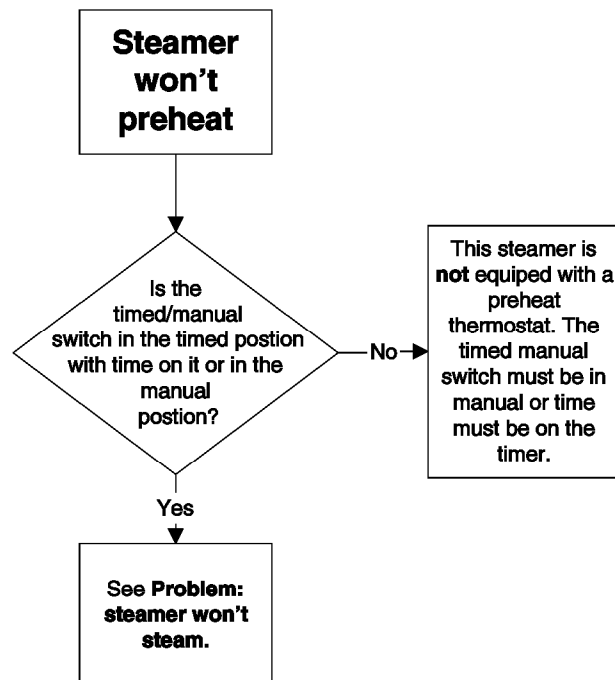 Steamer
won't
preheat
Is the
timed/manual
switch in the timed postion
with time on it or in the
manual
postion?
No
This steamer is
not equiped with a
preheat
thermostat. The
timed manual
switch must be in
manual or time
must be on the
timer.
Yes
See Problem:
steamer won't
steam.